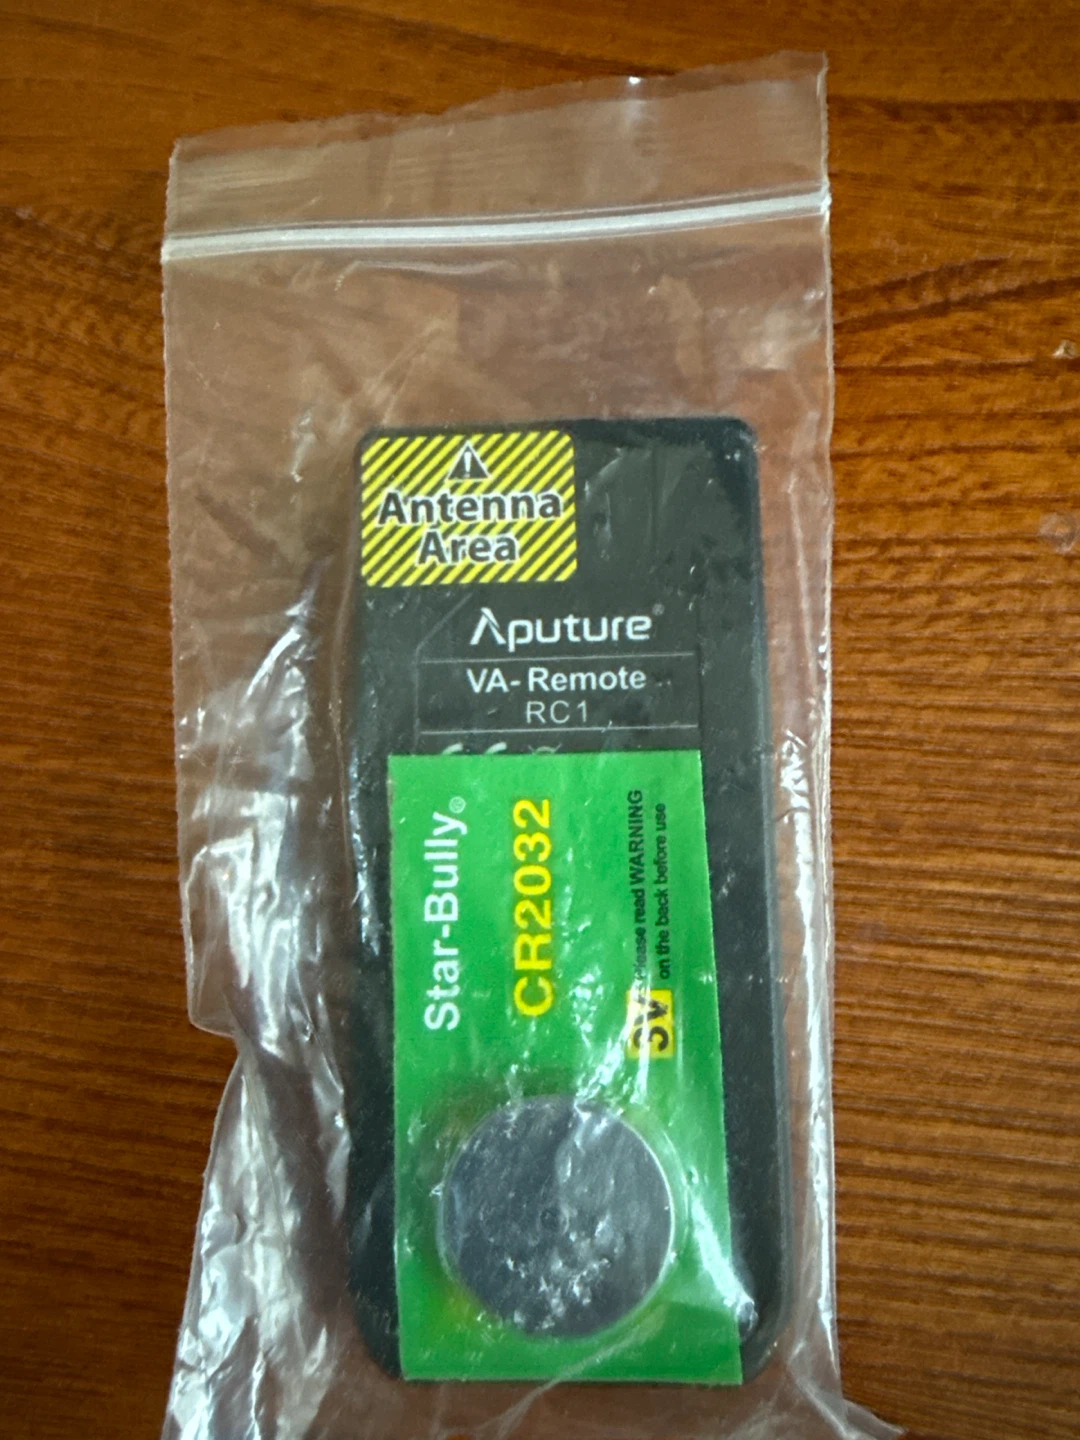 Antenna
Area
Aputure®
VA-Remote
RC1
Star-Bully®
CR2032
3V
Please read WARNING
on the back before use